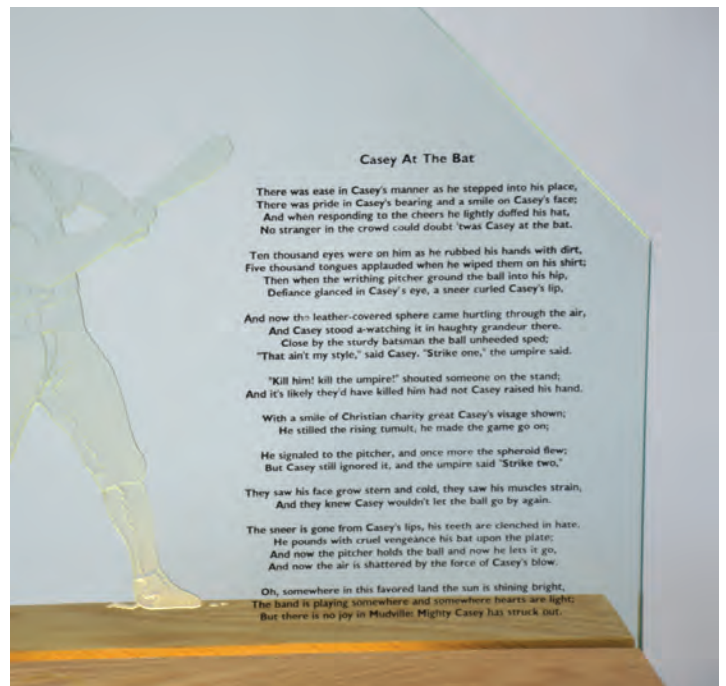 Casey At The Bat
There was ease in Casey's manner as he stepped into his place,
There was pride in Casey's bearing and a smile on Casey's face;
And when responding to the cheers he lightly doffed his hat,
No stranger in the crowd could doubt 'twas Casey at the bat.
Ten thousand eyes were on him as he rubbed his hands with dirt,
Five thousand tongues applauded when he wiped them on his shirt;
Then when the writhing pitcher ground the ball into his hip,
Defiance glanced in Casey's eye, a sneer curled Casey's lip,
And now the leather-covered sphere came hurtling through the air,
And Casey stood a-watching it in haughty grandeur there.
Close by the sturdy batsman the ball unheeded sped;
"That ain't my style," said Casey. "Strike one," the umpire said.
"Kill him! kill the umpire!" shouted someone on the stand;
And it's likely they'd have killed him had not Casey raised his hand.
With a smile of Christian charity great Casey's visage shown;
He stilled the rising tumult, he made the game go on;
He signaled to the pitcher, and once more the spheroid flew;
But Casey still ignored it, and the umpire said "Strike two,"
They saw his face grow stern and cold, they saw his muscles strain,
And they knew Casey wouldn't let the ball go by again.
The sneer is gone from Casey's lips, his teeth are clenched in hate,
He pounds with cruel vengeance his bat upon the plate;
And now the pitcher holds the ball and now he lets it go,
And now the air is shattered by the force of Casey's blow.
Oh, somewhere in this favored land the sun is shining bright,
The band is playing somewhere and somewhere hearts are light;
But there is no joy in Mudville: Mighty Casey has struck out.